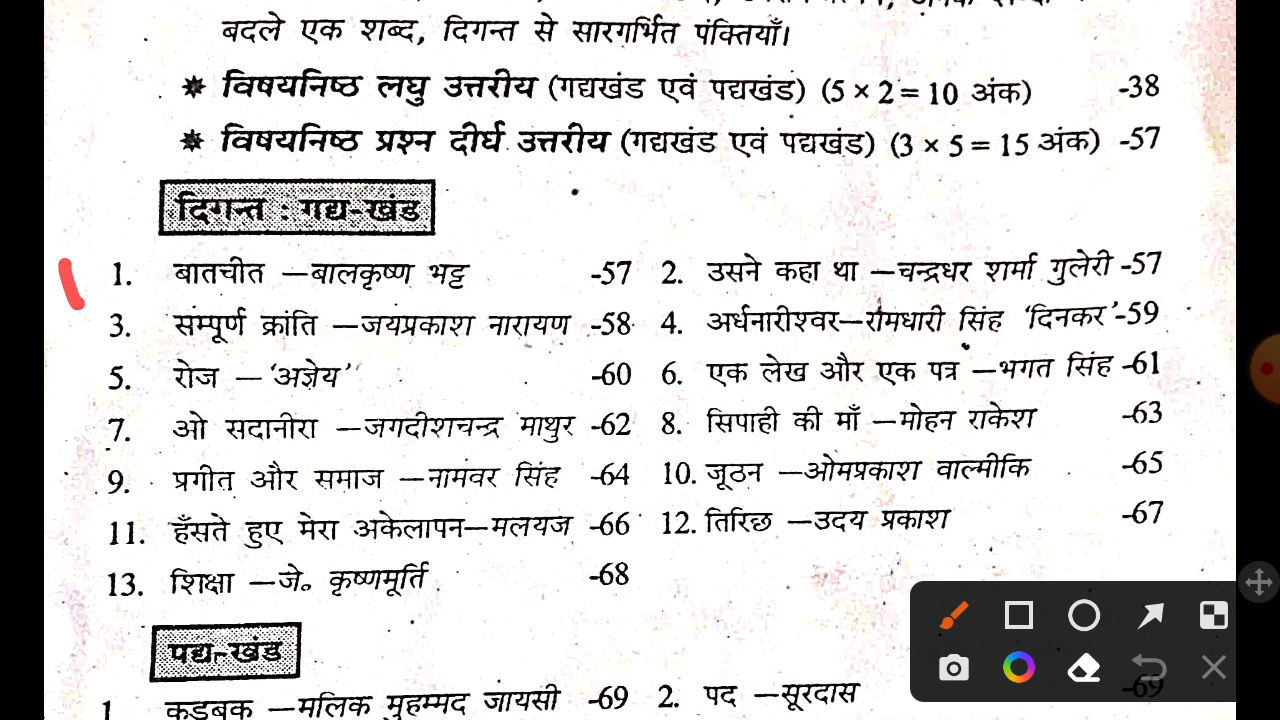 बदले एक शब्द, दिगन्त से सारगर्भित पंक्तियाँ।
* विषयनिष्ठ लघु उत्तरीय (गद्यखंड एवं पद्यखंड) (5 × 2 = 10 अंक) -38
* विषयनिष्ठ प्रश्न दीर्घ उत्तरीय (गद्यखंड एवं पद्यखंड) (3 × 5 = 15 अंक) -57
दिगन्त : गद्य-खंड
1. बातचीत —बालकृष्ण भट्ट -57 2. उसने कहा था —चन्द्रधर शर्मा गुलेरी -57
3. सम्पूर्ण क्रांति —जयप्रकाश नारायण -58 4. अर्धनारीश्वर—रामधारी सिंह 'दिनकर' -59
5. रोज —'अज्ञेय' -60 6. एक लेख और एक पत्र —भगत सिंह -61
7. ओ सदानीरा —जगदीशचन्द्र माथुर -62 8. सिपाही की माँ —मोहन राकेश -63
9. प्रगीत और समाज —नामवर सिंह -64 10. जूठन —ओमप्रकाश वाल्मीकि -65
11. हँसते हुए मेरा अकेलापन—मलयज -66 12. तिरिछ —उदय प्रकाश -67
13. शिक्षा —जे० कृष्णमूर्ति -68
पद्य-खंड
1. कड़बक —मलिक मुहम्मद जायसी -69 2. पद —सूरदास -69